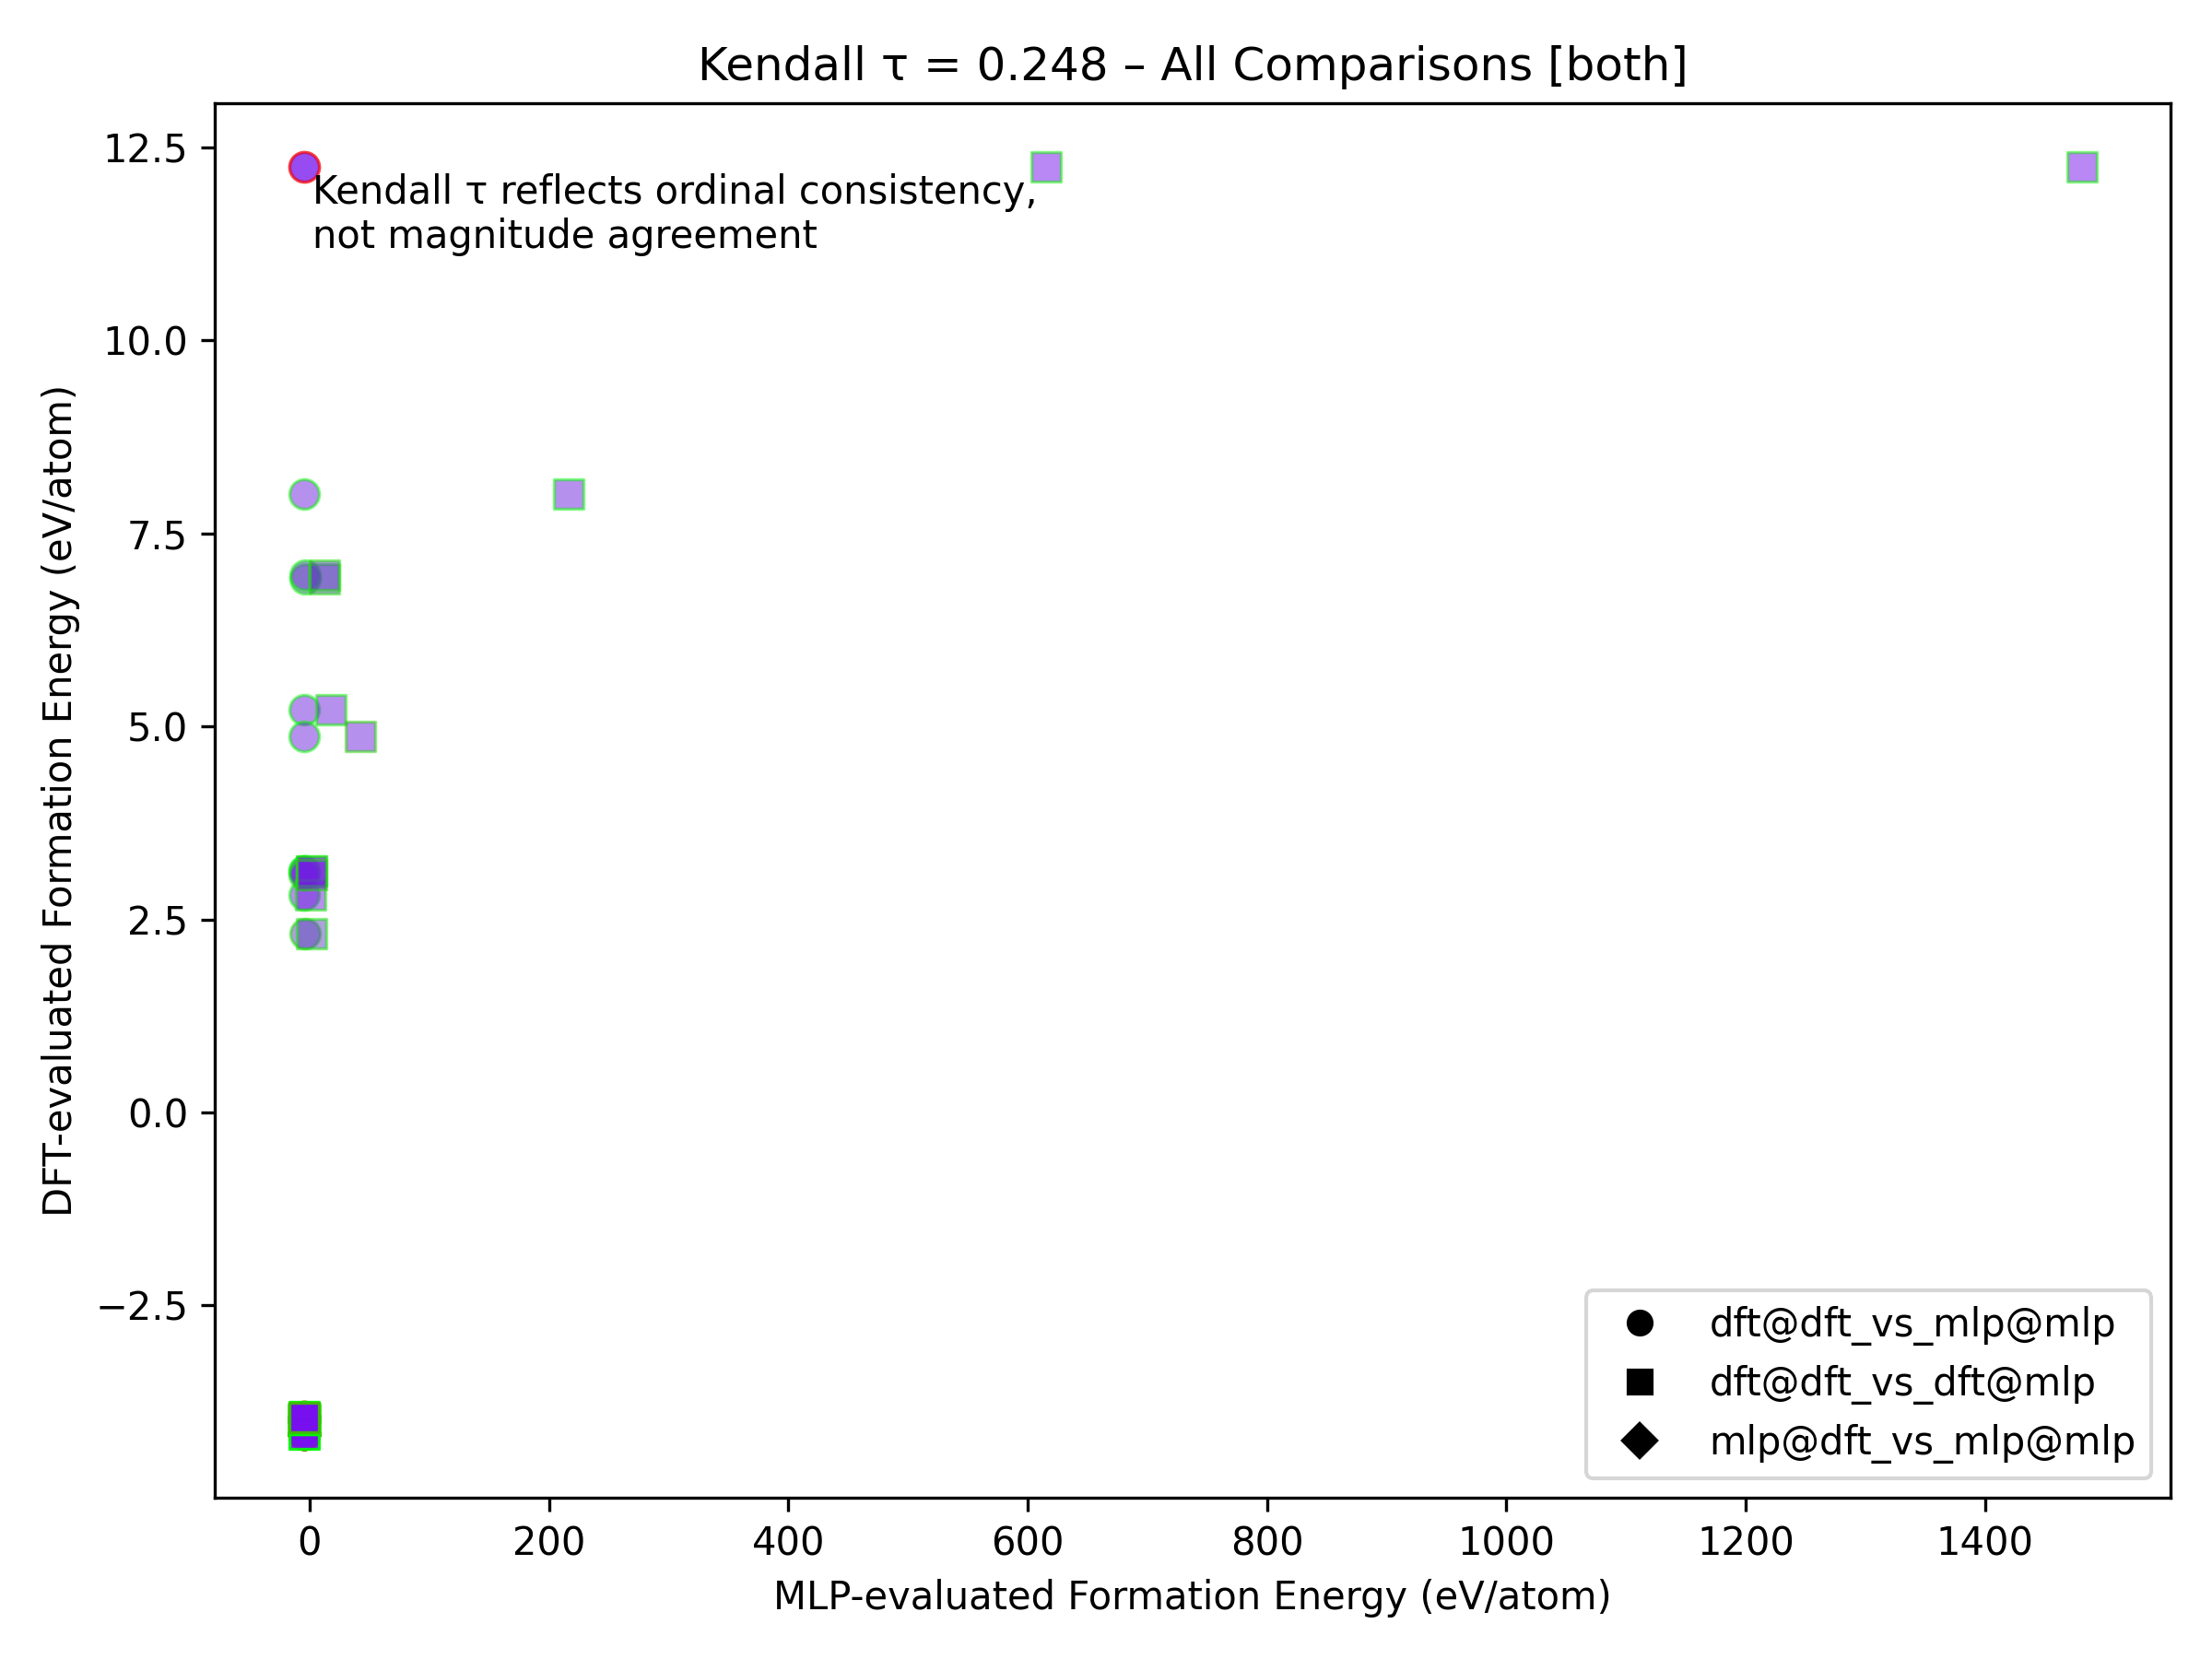 Kendall τ = 0.248 – All Comparisons [both]
DFT-evaluated Formation Energy (eV/atom)
12.5
10.0
7.5
5.0
2.5
0.0
−2.5
Kendall τ reflects ordinal consistency,
not magnitude agreement
dft@dft_vs_mlp@mlp
dft@dft_vs_dft@mlp
mlp@dft_vs_mlp@mlp
0 200 400 600 800 1000 1200 1400
MLP-evaluated Formation Energy (eV/atom)